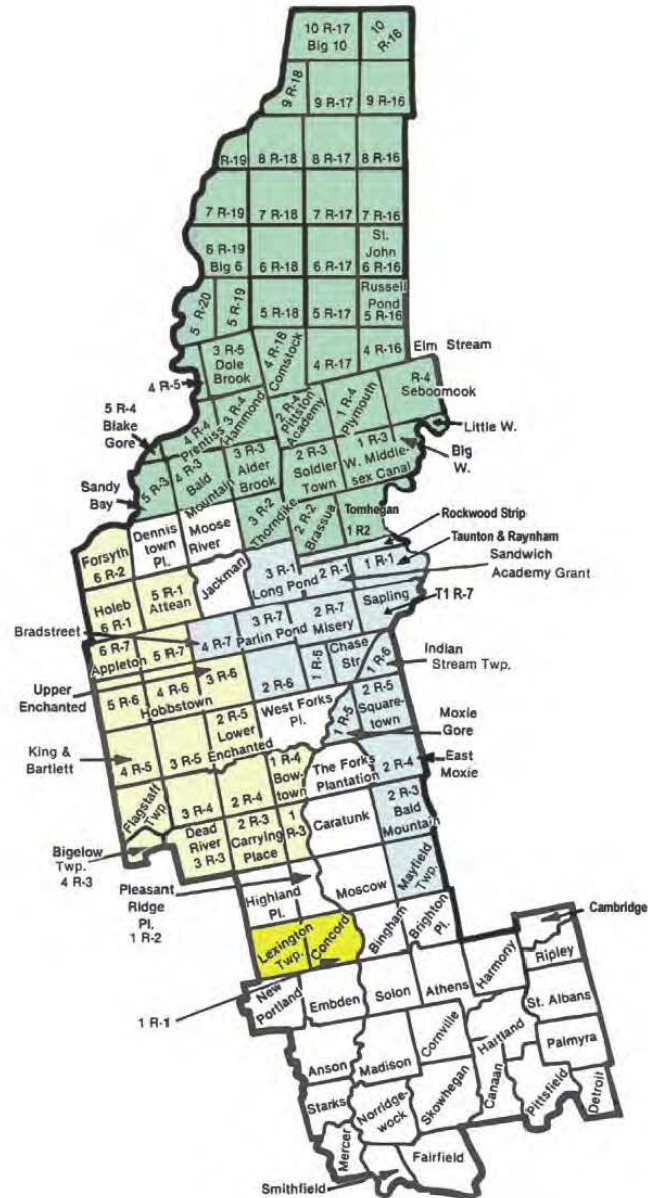 10 R-17
Big 10
10
R-16
9 R-18
9 R-17
9 R-16
R-19
8 R-18
8 R-17
8 R-16
7 R-19
7 R-18
7 R-17
7 R-16
6 R-19
Big 6
6 R-18
6 R-17
St.
John
6 R-16
5 R-20
5 R-19
5 R-18
5 R-17
Russell
Pond
5 R-16
4 R-5
3 R-5
Dole
Brook
4 R-18
Comstock
4 R-17
4 R-16
Elm Stream
5 R-4
Blake
Gore
4 R-4
Prentiss
3 R-4
Hammond
2 R-4
Pittston
Academy
1 R-4
Plymouth
R-4
Seboomook
Little W.
Big
W.
Sandy
Bay
5 R-3
4 R-3
Bald
Mountain
3 R-3
Alder
Brook
2 R-3
Soldier
Town
1 R-3
W. Middle-
sex Canal
3 R-2
Thorndike
2 R-2
Brassua
Tomhegan
1 R2
Rockwood Strip
Taunton & Raynham
Sandwich
Academy Grant
Forsyth
6 R-2
Dennis
town
Pl.
Moose
River
Jackman
Holeb
6 R-1
5 R-1
Attean
3 R-1
Long Pond
2 R-1
1 R-1
Bradstreet
4 R-7
3 R-7
Parlin Pond
2 R-7
Misery
Sapling
T1 R-7
6 R-7
Appleton
5 R-7
Upper
Enchanted
5 R-6
4 R-6
Hobbstown
3 R-6
2 R-6
1 R-6
Chase
Str.
1 R-6
Indian
Stream Twp.
King &
Bartlett
4 R-5
3 R-5
2 R-5
Lower
Enchanted
West Forks
Pl.
1 R-5
2 R-5
Square-
town
Moxie
Gore
Flagstaff
Twp.
3 R-4
2 R-4
1 R-4
Bow-
town
The Forks
Plantation
2 R-4
East
Moxie
Bigelow
Twp.
4 R-3
Dead
River
3 R-3
2 R-3
Carrying
Place
1
R-3
Caratunk
2 R-3
Bald
Mountain
Pleasant
Ridge
Pl.
1 R-2
Highland
Pl.
Moscow
Mayfield
Twp.
Lexington
Twp.
Concord
Bingham
Brighton
Pl.
Cambridge
1 R-1
New
Portland
Embden
Solon
Athens
Harmony
Ripley
Anson
Madison
Cornville
Hartland
St. Albans
Palmyra
Starks
Norridge-
wock
Skowhegan
Canaan
Pittsfield
Detroit
Mercer
Smithfield
Fairfield